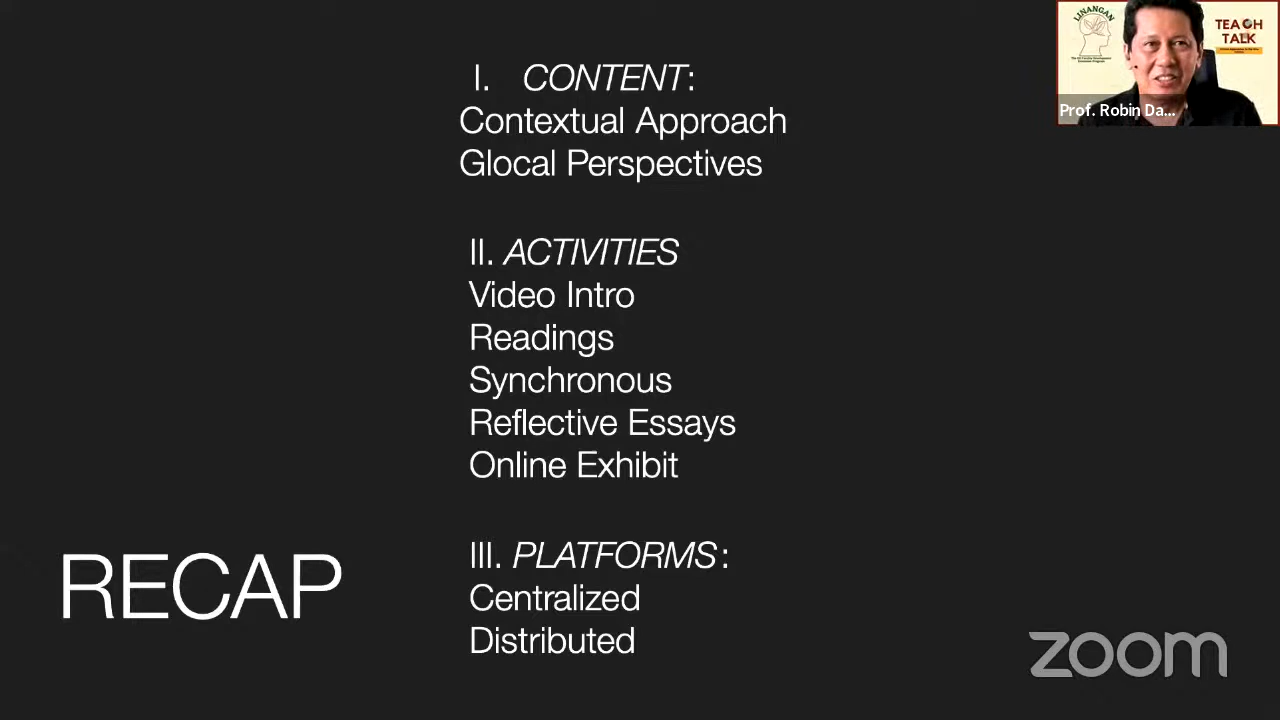 I. CONTENT:
Contextual Approach
Glocal Perspectives
II. ACTIVITIES
Video Intro
Readings
Synchronous
Reflective Essays
Online Exhibit
III. PLATFORMS:
Centralized
Distributed
RECAP
LINANGAN
TEACH
TALK
Prof. Robin Da...
zoom